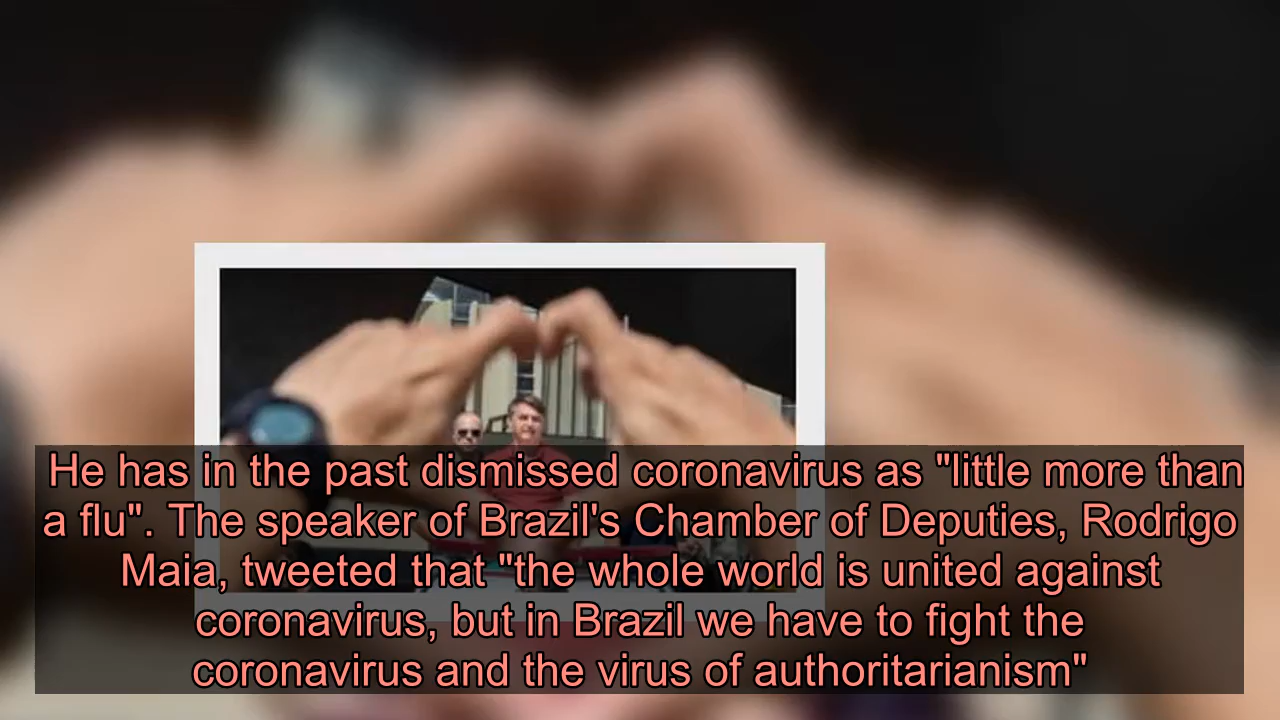 He has in the past dismissed coronavirus as "little more than
a flu". The speaker of Brazil's Chamber of Deputies, Rodrigo
Maia, tweeted that "the whole world is united against
coronavirus, but in Brazil we have to fight the
coronavirus and the virus of authoritarianism"